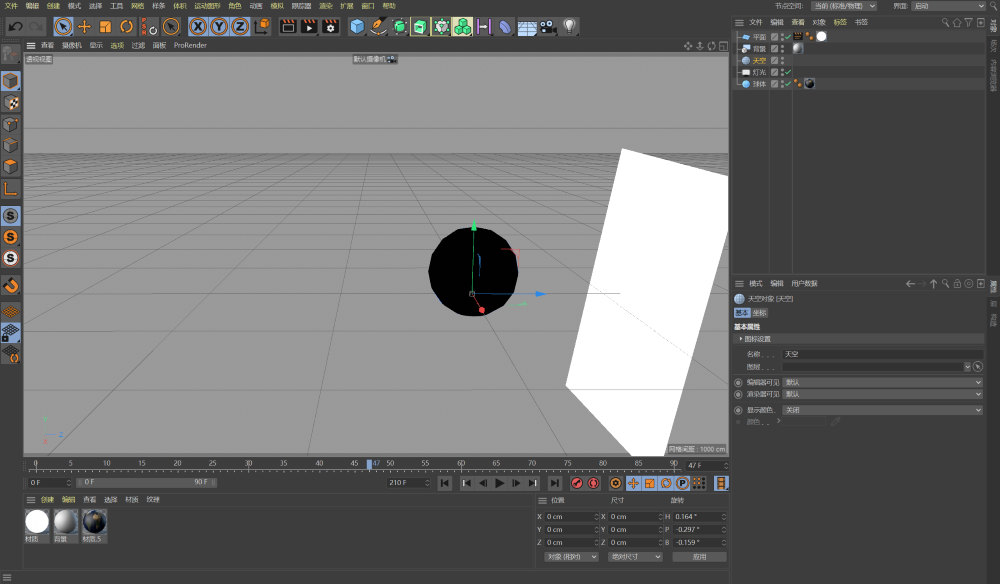 文件 编辑 创建 模式 选择 工具 网格 样条 体积 运动图形 角色 动画 模拟 跟踪器 渲染 扩展 窗口 帮助
节点空间: 当前 (标准/物理) 界面: 启动
查看 摄像机 显示 选项 过滤 面板 ProRender
透视视图
默认摄像机
网格间距 : 1000 cm
文件 编辑 查看 对象 标签 书签
平面
背景
天空
灯光
球体
模式 编辑 用户数据
天空对象 [天空]
基本 坐标
基本属性
图标设置
名称 . . . 天空
图层 . . .
编辑器可见 默认
渲染器可见 默认
显示颜色. 关闭
颜色. . .
0 5 10 15 20 25 30 35 40 45 47 50 55 60 65 70 75 80 85 90 47 F
0 F 0 F 90 F 210 F
创建 编辑 查看 选择 材质 纹理
材质 背景 材质.5
位置 尺寸 旋转
X 0 cm X 0 cm H 0.164 °
Y 0 cm Y 0 cm P -0.297 °
Z 0 cm Z 0 cm B -0.159 °
对象 (相对) 绝对尺寸 应用